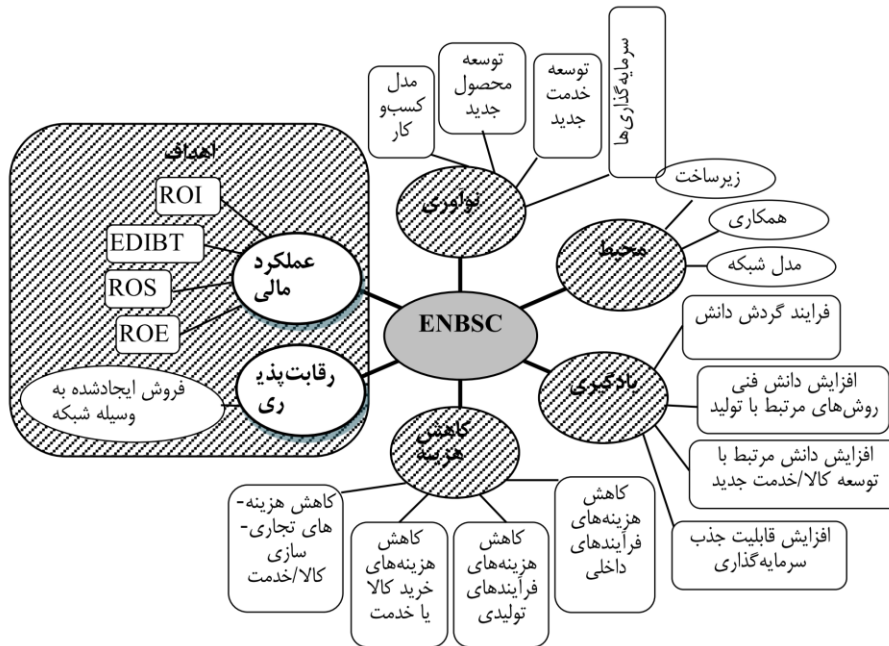 مدل
کسب‌و
کار
توسعه
محصول
جدید
توسعه
خدمت
جدید
سرمایه‌گذاری‌ها
اهداف
ROI
EDIBT
ROS
ROE
عملکرد
مالی
رقابت‌پذی
ری
فروش ایجادشده به
وسیله شبکه
نوآوری
محیط
زیرساخت
همکاری
مدل شبکه
ENBSC
یادگیری
فرایند گردش دانش
افزایش دانش فنی
روش‌های مرتبط با تولید
افزایش دانش مرتبط با
توسعه کالا/خدمت جدید
افزایش قابلیت جذب
سرمایه‌گذاری
کاهش
هزینه
کاهش
هزینه‌های
فرآیندهای
داخلی
کاهش
هزینه‌های
فرآیندهای
تولیدی
کاهش
هزینه‌های
خرید کالا
یا خدمت
کاهش هزینه-
های تجاری-
سازی
کالا/خدمت